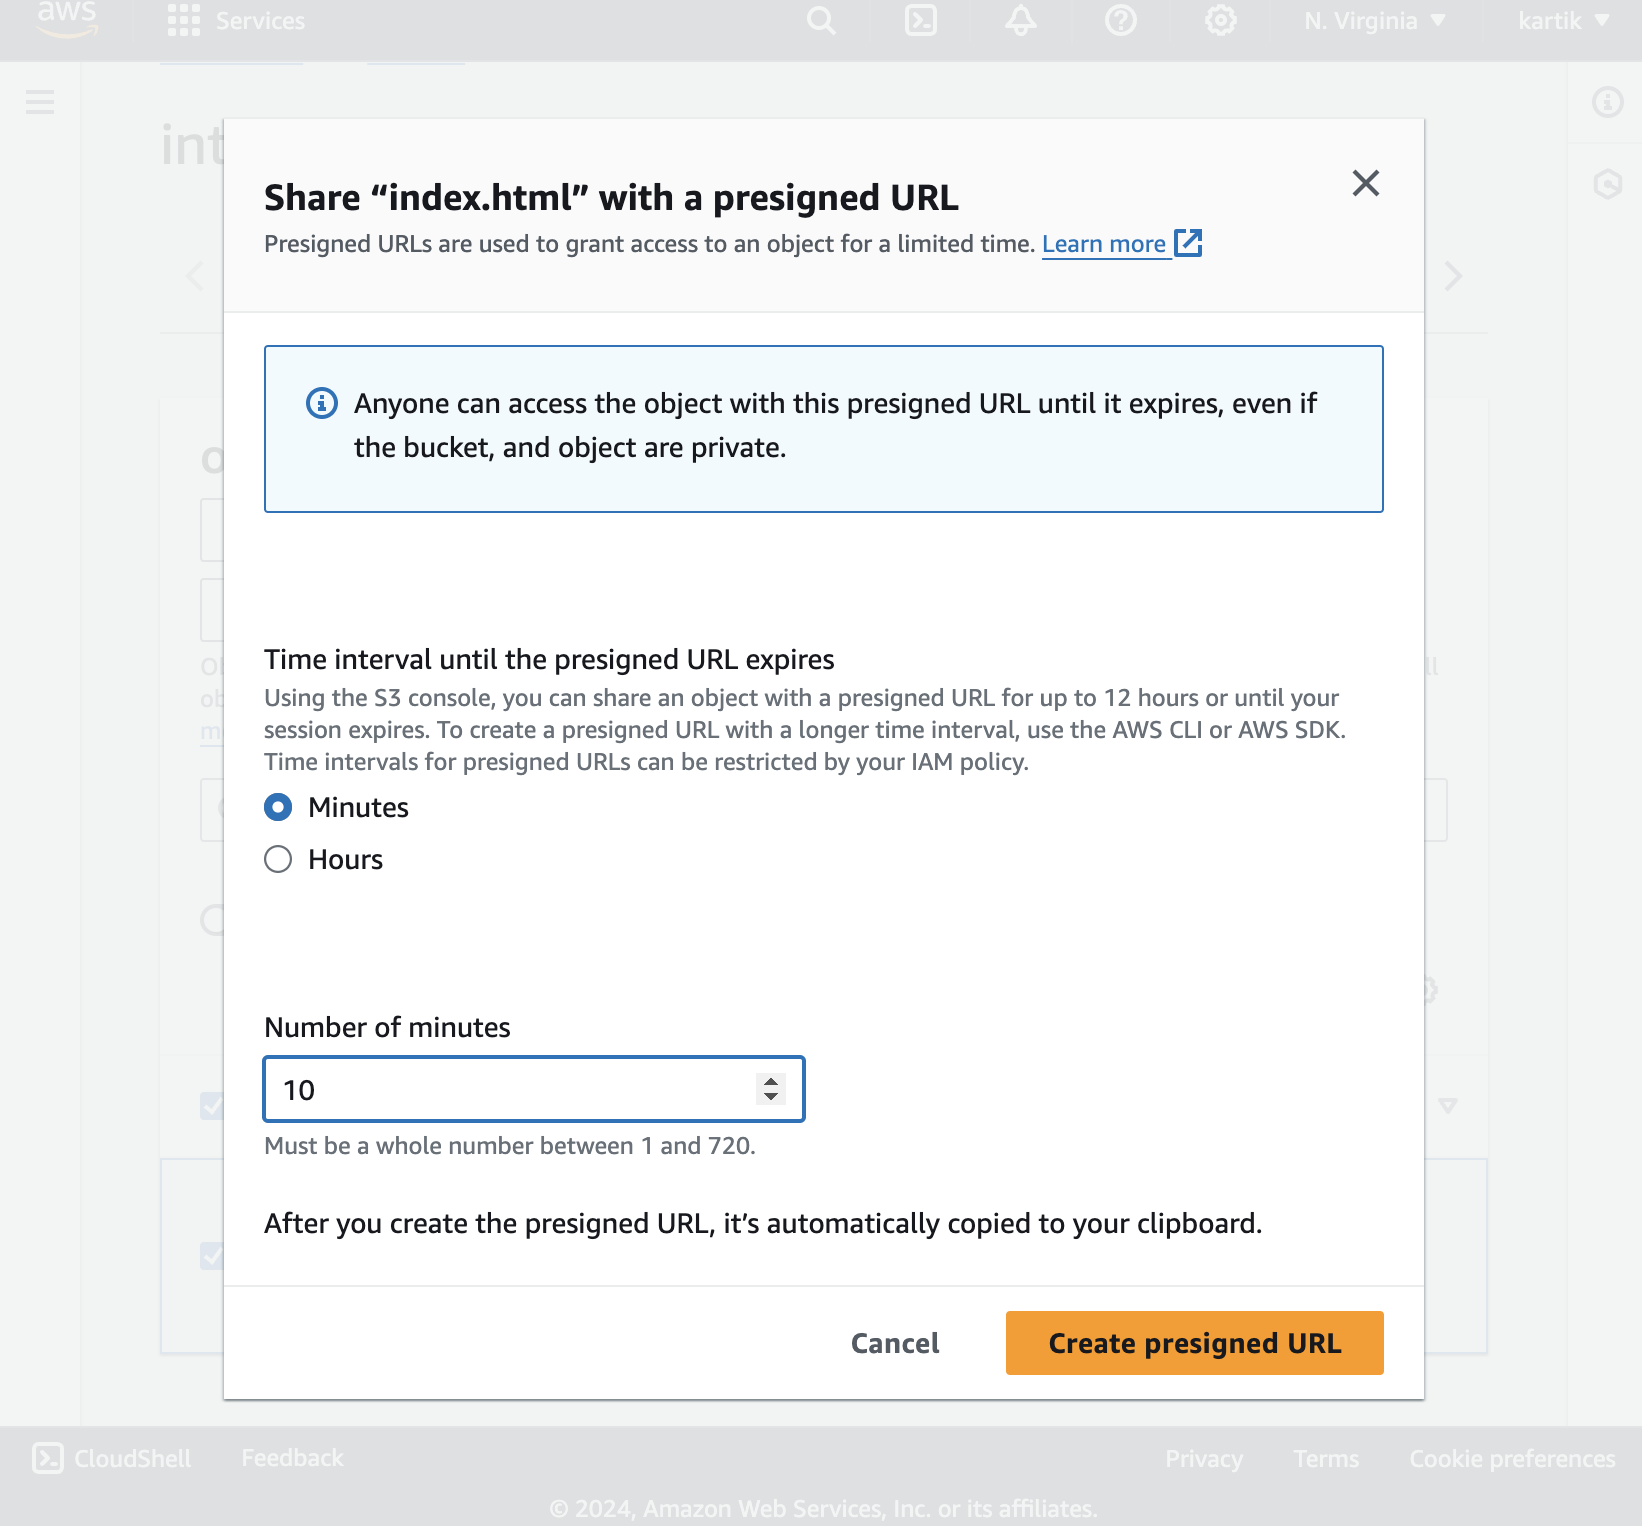 aws
Services
N. Virginia
kartik
Share “index.html” with a presigned URL
Presigned URLs are used to grant access to an object for a limited time. Learn more
Anyone can access the object with this presigned URL until it expires, even if
the bucket, and object are private.
Time interval until the presigned URL expires
Using the S3 console, you can share an object with a presigned URL for up to 12 hours or until your
session expires. To create a presigned URL with a longer time interval, use the AWS CLI or AWS SDK.
Time intervals for presigned URLs can be restricted by your IAM policy.
Minutes
Hours
Number of minutes
10
Must be a whole number between 1 and 720.
After you create the presigned URL, it’s automatically copied to your clipboard.
Cancel
Create presigned URL
CloudShell
Feedback
Privacy
Terms
Cookie preferences
© 2024, Amazon Web Services, Inc. or its affiliates.